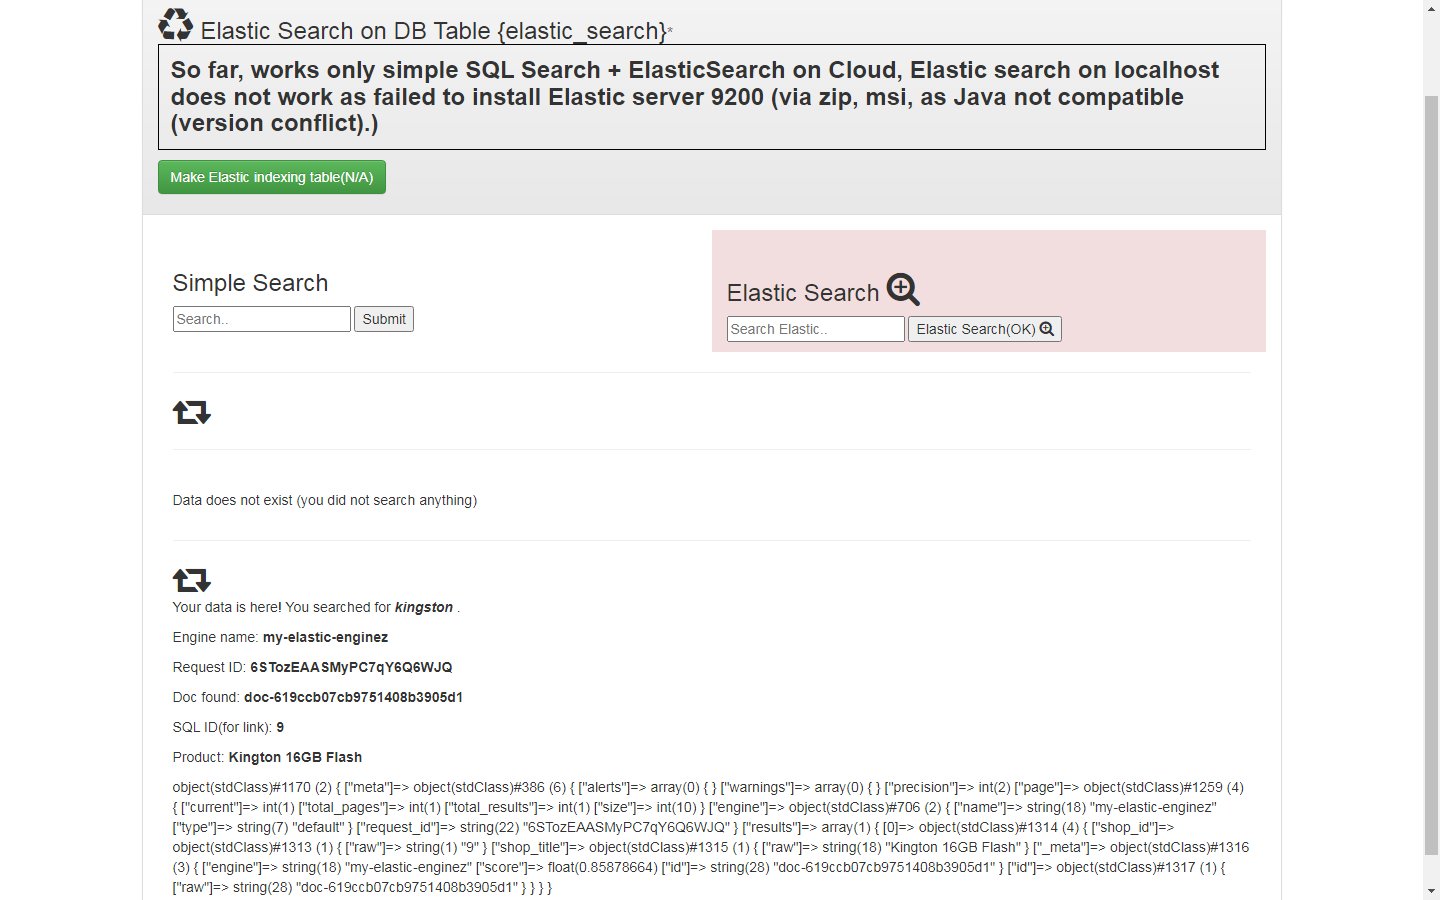 Elastic Search on DB Table {elastic_search}*
So far, works only simple SQL Search + ElasticSearch on Cloud, Elastic search on localhost
does not work as failed to install Elastic server 9200 (via zip, msi, as Java not compatible
(version conflict).)
Make Elastic indexing table(N/A)
Simple Search
Search..
Submit
Elastic Search
Search Elastic..
Elastic Search(OK)
Data does not exist (you did not search anything)
Your data is here! You searched for kingston .
Engine name: my-elastic-enginez
Request ID: 6STozEAASMyPC7qY6Q6WJQ
Doc found: doc-619ccb07cb9751408b3905d1
SQL ID(for link): 9
Product: Kington 16GB Flash
object(stdClass)#1170 (2) { ["meta"]=> object(stdClass)#386 (6) { ["alerts"]=> array(0) { } ["warnings"]=> array(0) { } ["precision"]=> int(2) ["page"]=> object(stdClass)#1259 (4)
{ ["current"]=> int(1) ["total_pages"]=> int(1) ["total_results"]=> int(1) ["size"]=> int(10) } ["engine"]=> object(stdClass)#706 (2) { ["name"]=> string(18) "my-elastic-enginez"
["type"]=> string(7) "default" } ["request_id"]=> string(22) "6STozEAASMyPC7qY6Q6WJQ" } ["results"]=> array(1) { [0]=> object(stdClass)#1314 (4) { ["shop_id"]=>
object(stdClass)#1313 (1) { ["raw"]=> string(1) "9" } ["shop_title"]=> object(stdClass)#1315 (1) { ["raw"]=> string(18) "Kington 16GB Flash" } ["_meta"]=> object(stdClass)#1316
(3) { ["engine"]=> string(18) "my-elastic-enginez" ["score"]=> float(0.85878664) ["id"]=> string(28) "doc-619ccb07cb9751408b3905d1" } ["id"]=> object(stdClass)#1317 (1) {
["raw"]=> string(28) "doc-619ccb07cb9751408b3905d1" } } } }